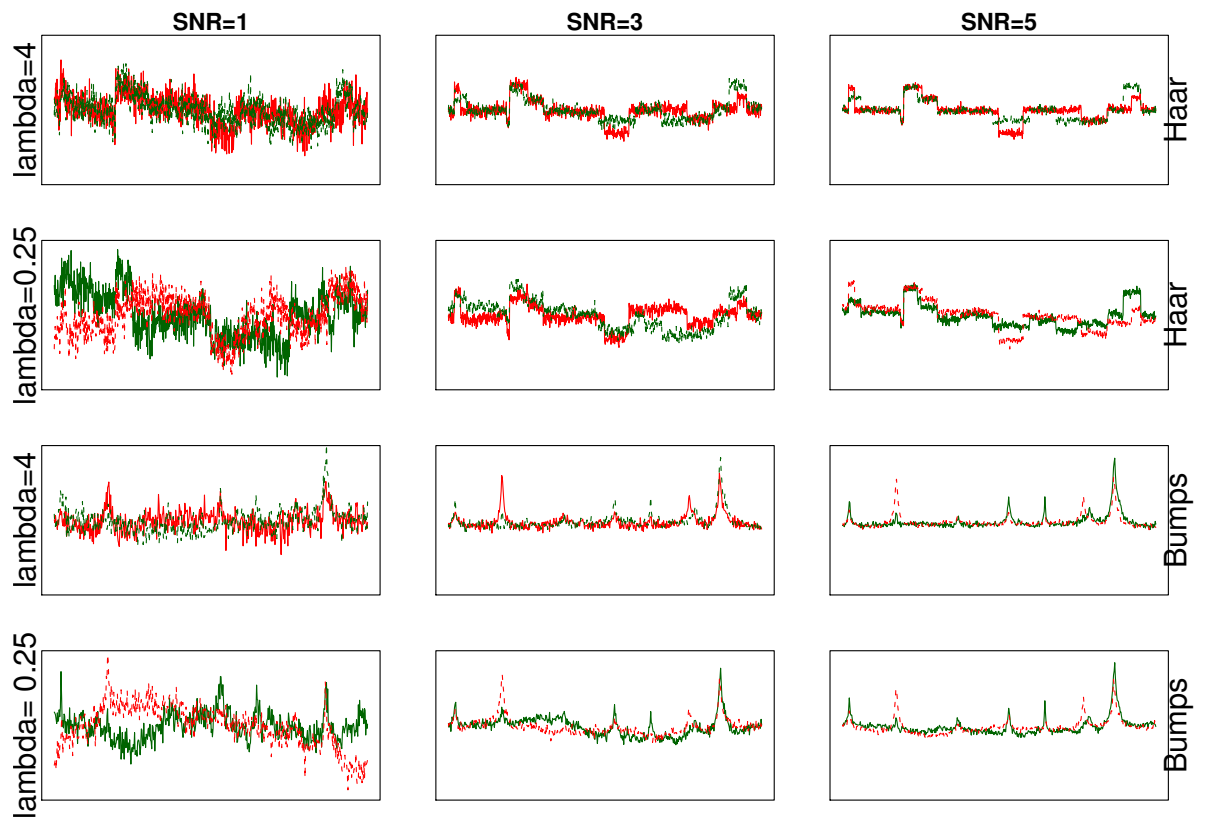 SNR=1
SNR=3
SNR=5
lambda=4
Haar
lambda=0.25
Haar
lambda=4
Bumps
lambda= 0.25
Bumps